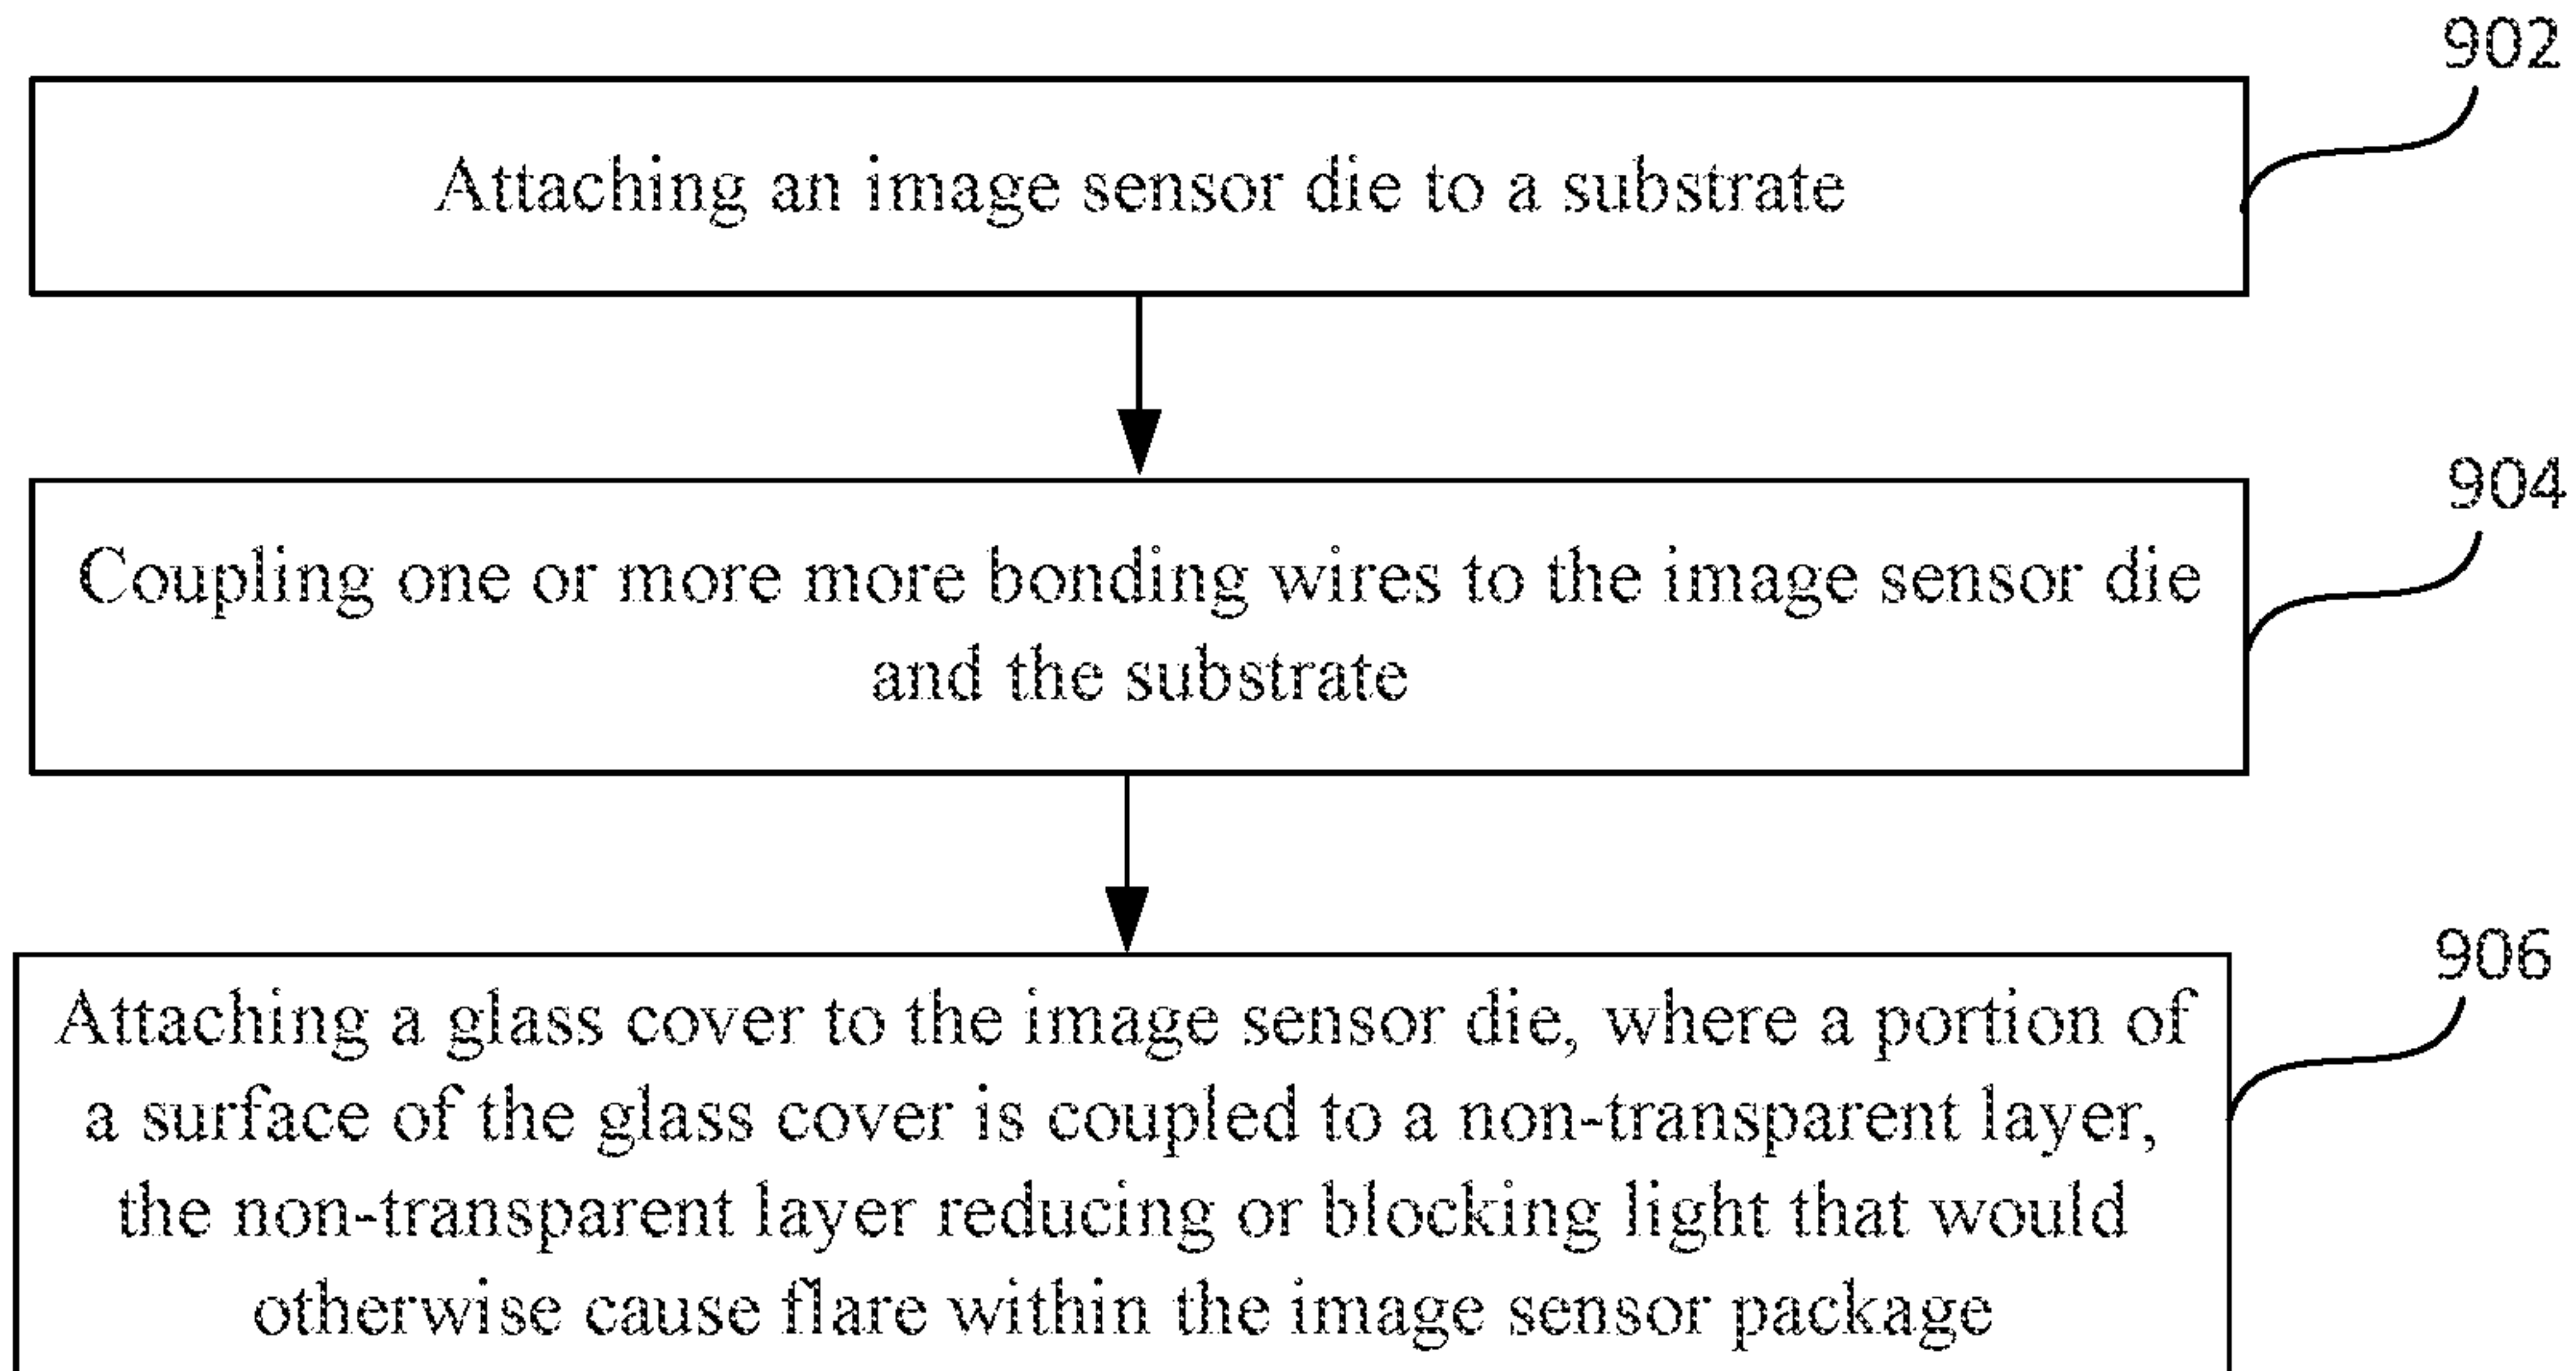 902
Attaching an image sensor die to a substrate
904
Coupling one or more more bonding wires to the image sensor die
and the substrate
906
Attaching a glass cover to the image sensor die, where a portion of
a surface of the glass cover is coupled to a non-transparent layer,
the non-transparent layer reducing or blocking light that would
otherwise cause flare within the image sensor package